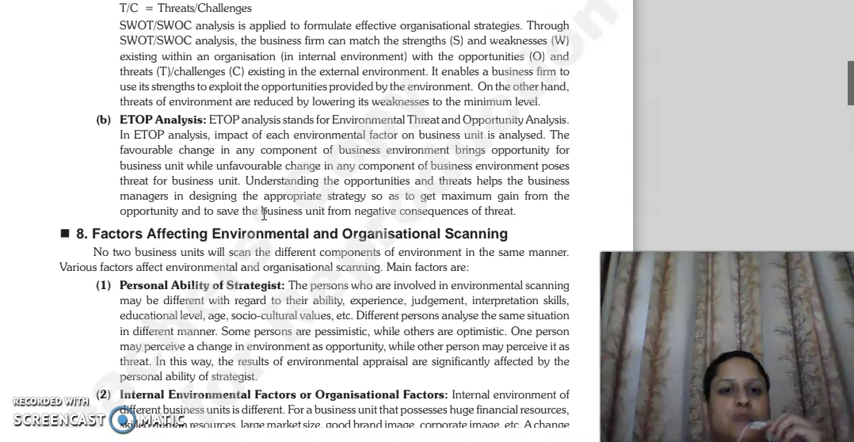 T/C = Threats/Challenges
SWOT/SWOC analysis is applied to formulate effective organisational strategies. Through
SWOT/SWOC analysis, the business firm can match the strengths (S) and weaknesses (W)
existing within an organisation (in internal environment) with the opportunities (O) and
threats (T)/challenges (C) existing in the external environment. It enables a business firm to
use its strengths to exploit the opportunities provided by the environment. On the other hand,
threats of environment are reduced by lowering its weaknesses to the minimum level.
(b) ETOP Analysis: ETOP analysis stands for Environmental Threat and Opportunity Analysis.
In ETOP analysis, impact of each environmental factor on business unit is analysed. The
favourable change in any component of business environment brings opportunity for
business unit while unfavourable change in any component of business environment poses
threat for business unit. Understanding the opportunities and threats helps the business
managers in designing the appropriate strategy so as to get maximum gain from the
opportunity and to save the business unit from negative consequences of threat.
■ 8. Factors Affecting Environmental and Organisational Scanning
No two business units will scan the different components of environment in the same manner.
Various factors affect environmental and organisational scanning. Main factors are:
(1) Personal Ability of Strategist: The persons who are involved in environmental scanning
may be different with regard to their ability, experience, judgement, interpretation skills,
educational level, age, socio-cultural values, etc. Different persons analyse the same situation
in different manner. Some persons are pessimistic, while others are optimistic. One person
may perceive a change in environment as opportunity, while other person may perceive it as
threat. In this way, the results of environmental appraisal are significantly affected by the
personal ability of strategist.
(2) Internal Environmental Factors or Organisational Factors: Internal environment of
different business units is different. For a business unit that possesses huge financial resources,
resources, large market size, good brand image, corporate image, etc. A change
RECORDED WITH
SCREENCAST MATIC